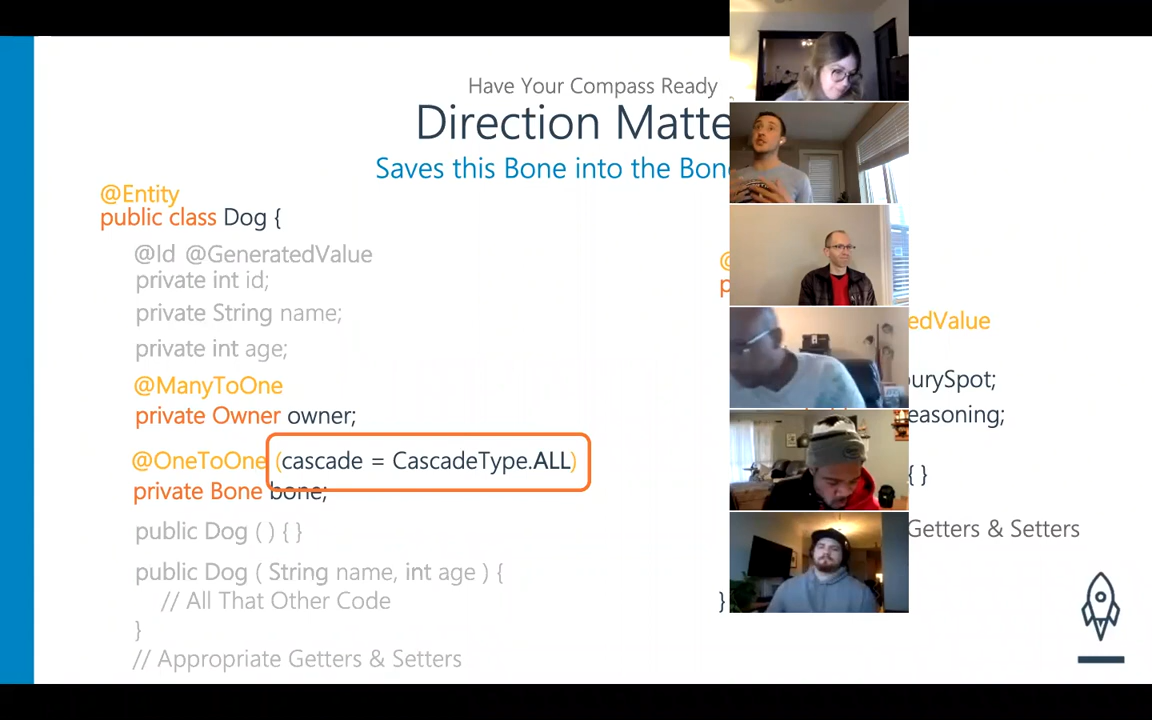 Have Your Compass Ready
Direction Matte
Saves this Bone into the Bon
@Entity
public class Dog {
@Id @GeneratedValue
private int id;
private String name;
private int age;
@ManyToOne
private Owner owner;
@OneToOne (cascade = CascadeType.ALL)
private Bone bone;
public Dog ( ) { }
public Dog ( String name, int age ) {
// All That Other Code
}
// Appropriate Getters & Setters
@
edValue
burySpot;
easoning;
{ }
Getters & Setters
}